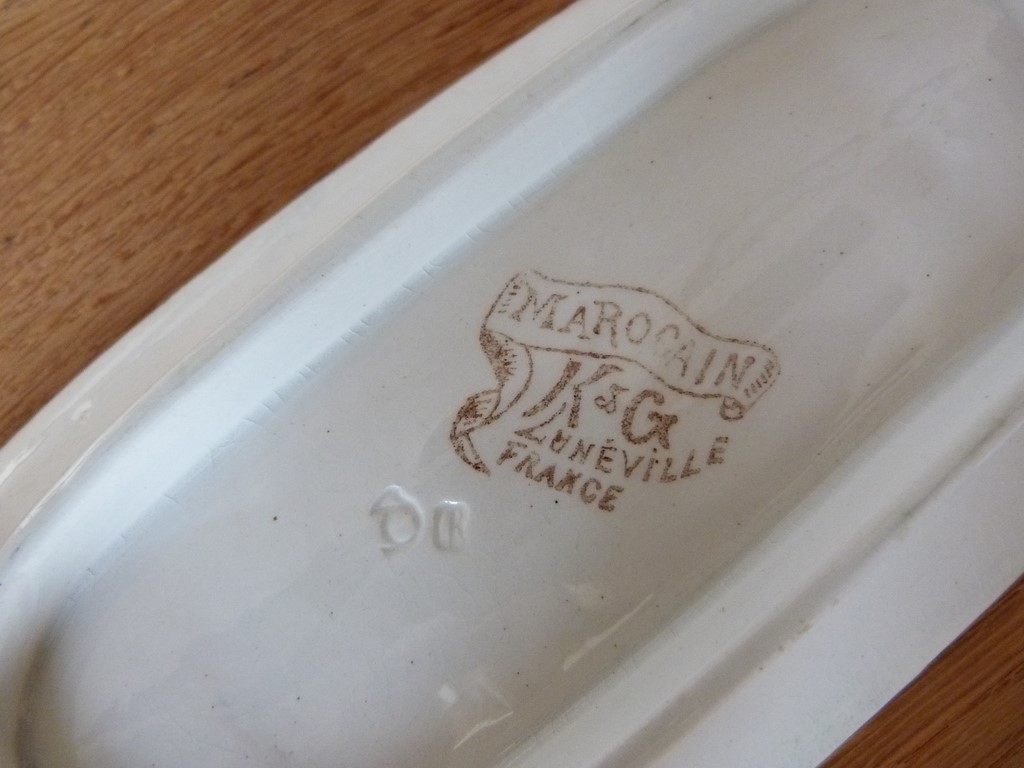 MAROCAIN
K & G
LUNÉVILLE
FRANCE